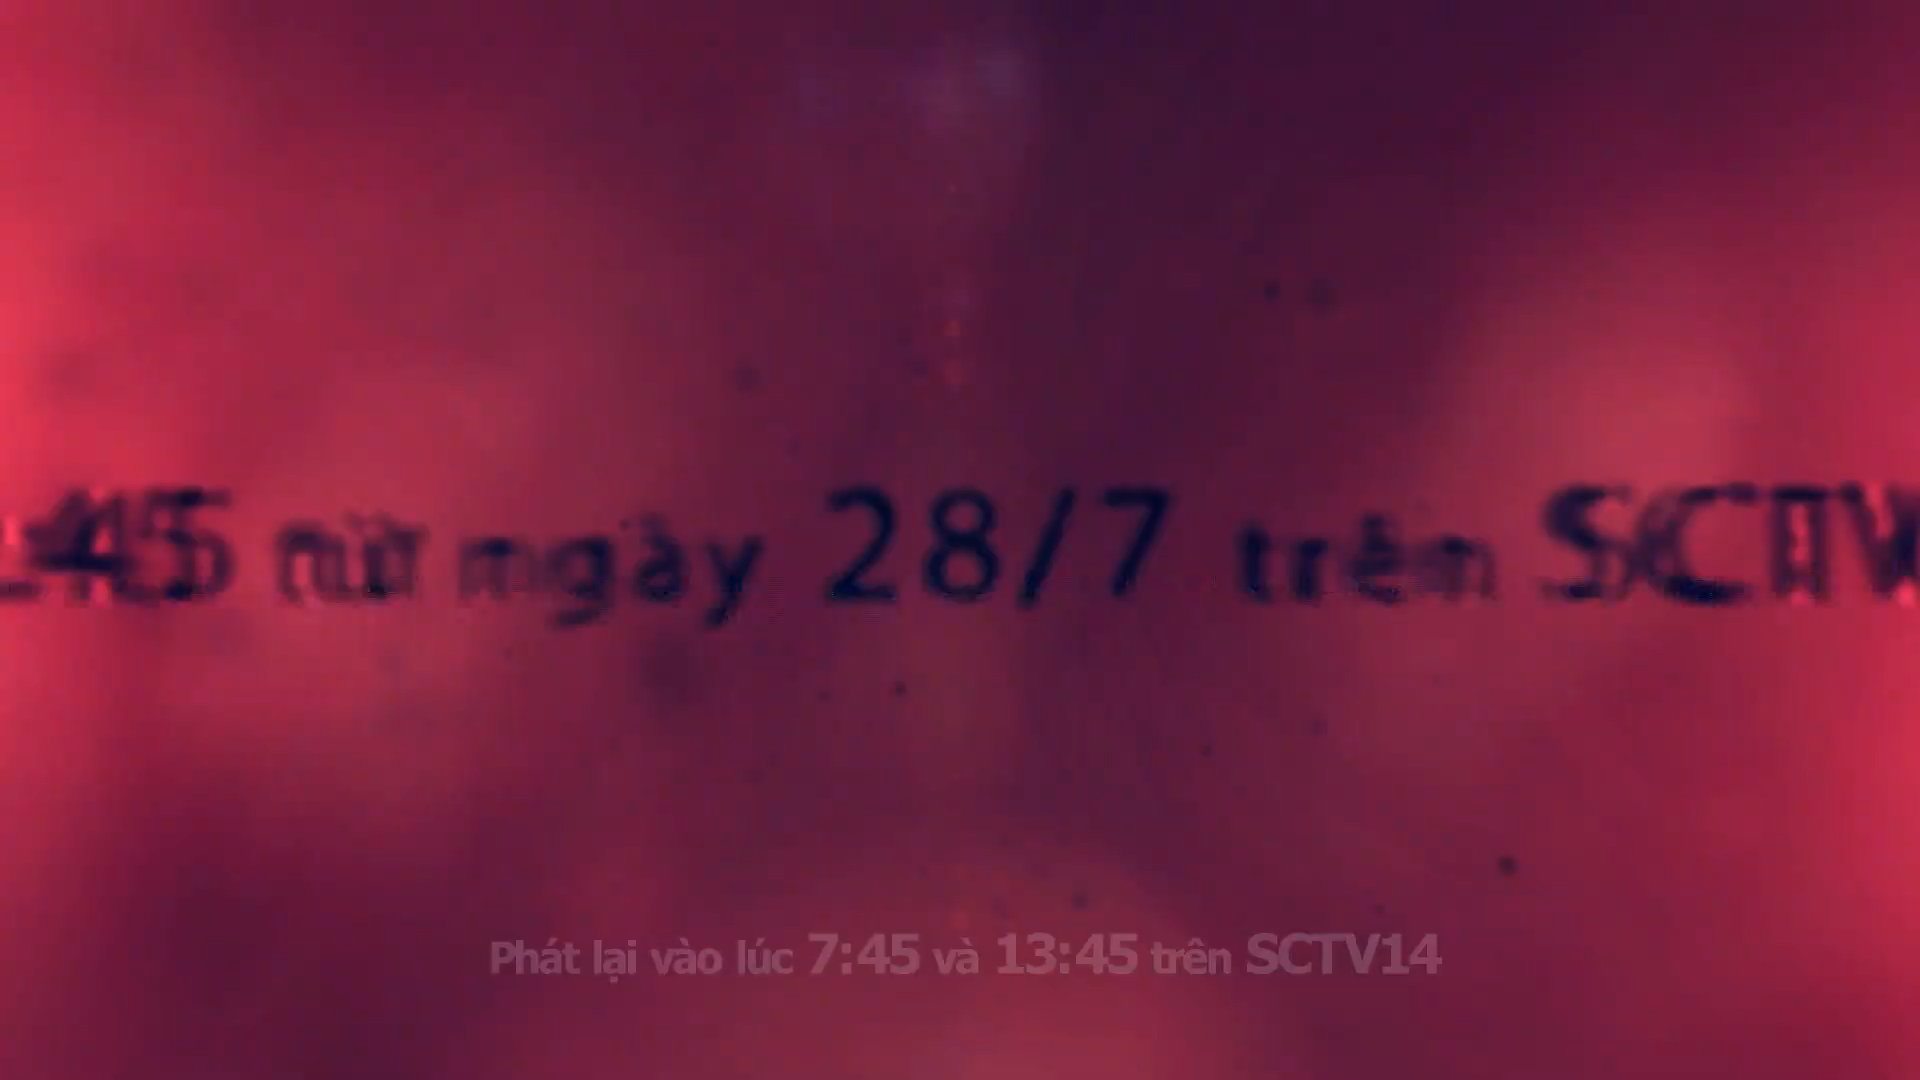 :45 từ ngày 28/7 trên SCTV
Phát lại vào lúc 7:45 và 13:45 trên SCTV14